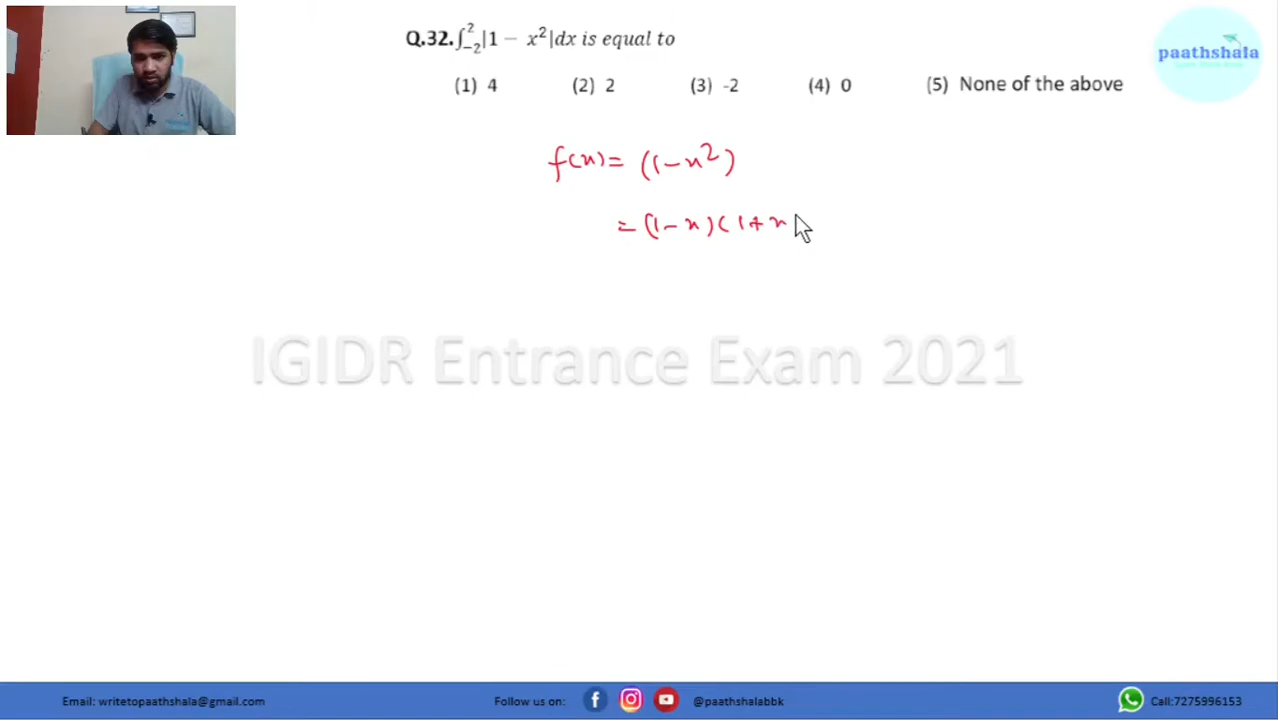 Q.32. ∫₋₂² |1 − x²|dx is equal to
paathshala
(1) 4 (2) 2 (3) -2 (4) 0 (5) None of the above
f(x) = (1-x²)
= (1-x)(1+x
IGIDR Entrance Exam 2021
Email: writetopaathshala@gmail.com Follow us on: f @paathshalabbk Call:7275996153